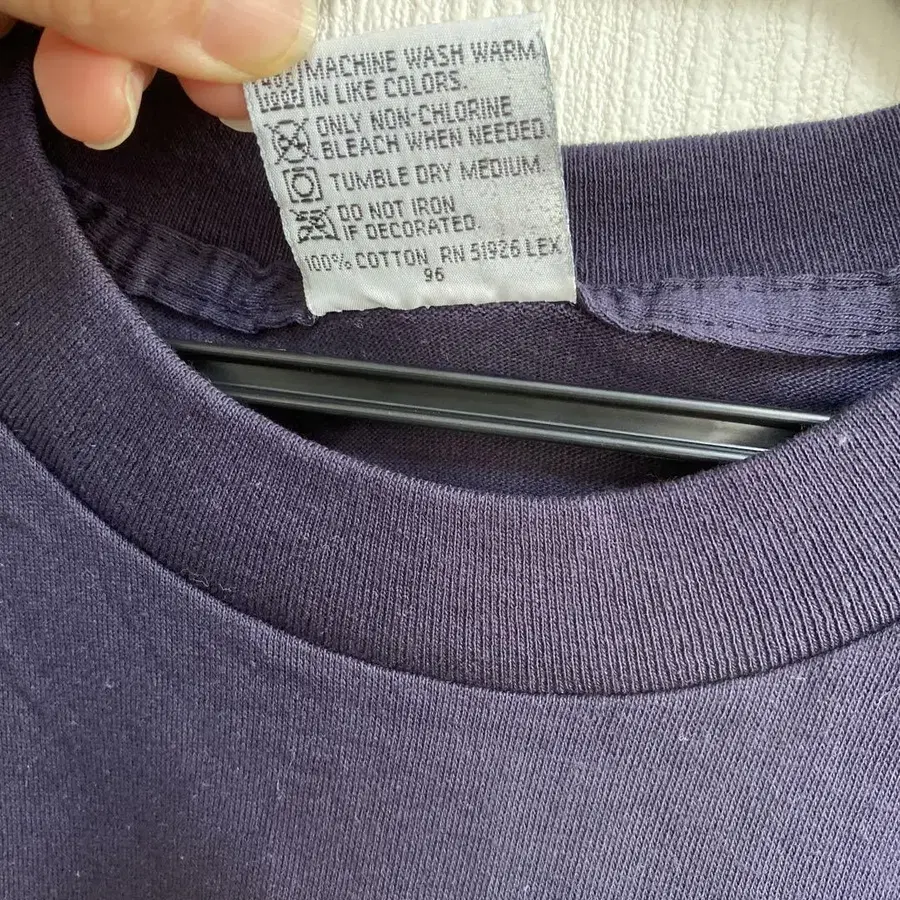 MACHINE WASH WARM
IN LIKE COLORS.
ONLY NON-CHLORINE
BLEACH WHEN NEEDED.
TUMBLE DRY MEDIUM.
DO NOT IRON
IF DECORATED.
100% COTTON RN 51926 LEX
96